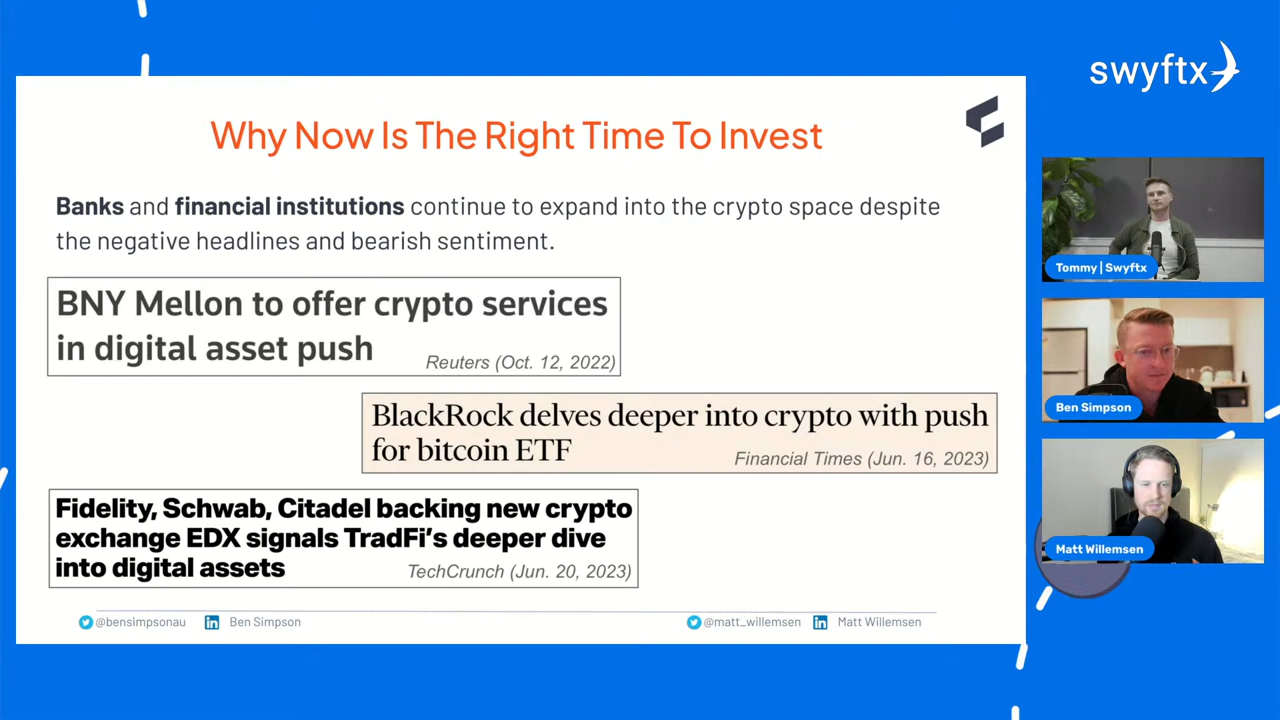 swyftx
Why Now Is The Right Time To Invest
Banks and financial institutions continue to expand into the crypto space despite
the negative headlines and bearish sentiment.
BNY Mellon to offer crypto services
in digital asset push
Reuters (Oct. 12, 2022)
BlackRock delves deeper into crypto with push
for bitcoin ETF
Financial Times (Jun. 16, 2023)
Fidelity, Schwab, Citadel backing new crypto
exchange EDX signals TradFi's deeper dive
into digital assets
TechCrunch (Jun. 20, 2023)
@bensimpsonau
in
Ben Simpson
@matt_willemsen
in
Matt Willemsen
Tommy | Swyftx
Ben Simpson
Matt Willemsen